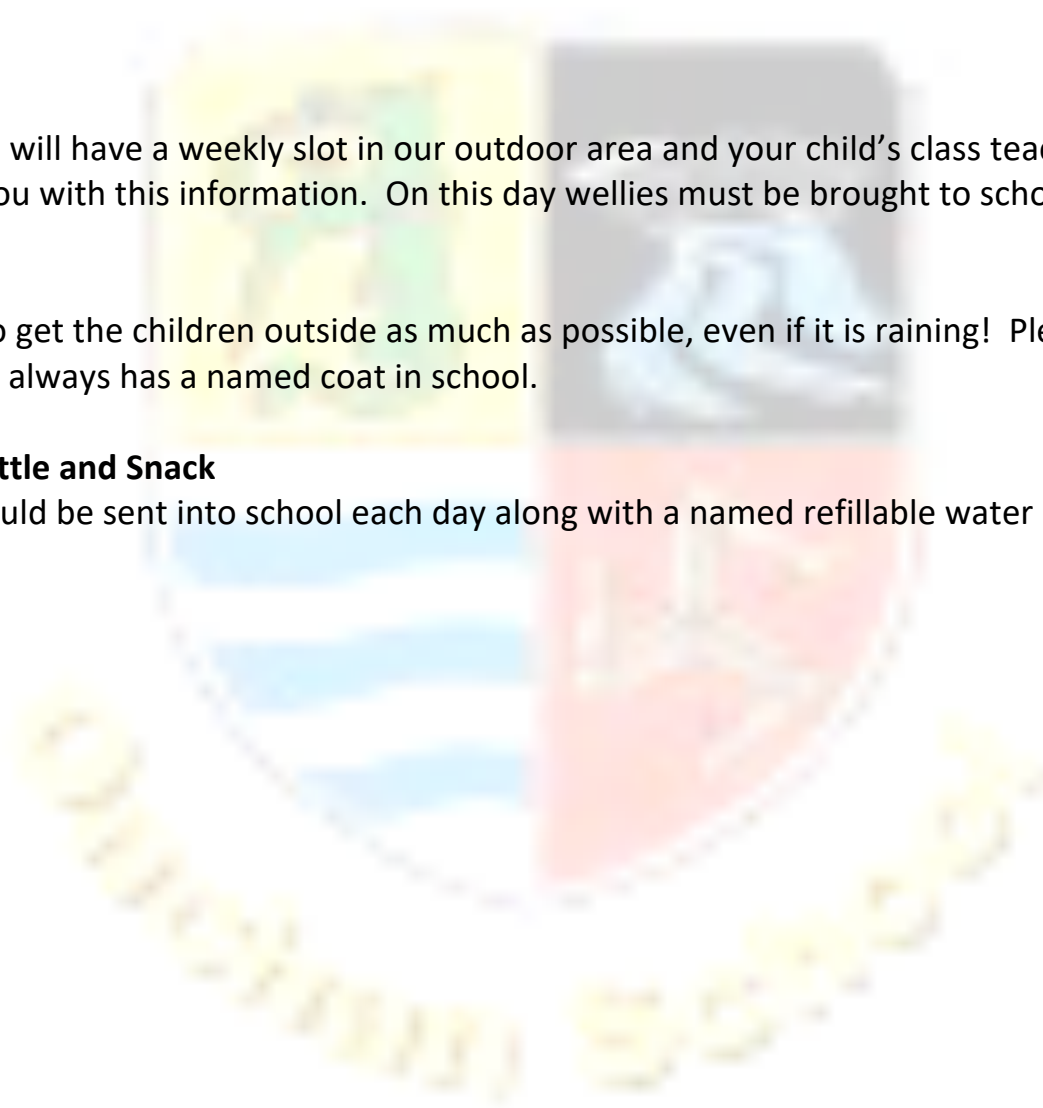 will have a weekly slot in our outdoor area and your child’s class tea
ou with this information.  On this day wellies must be brought to scho
o get the children outside as much as possible, even if it is raining!  Ple
always has a named coat in school.
ttle and Snack
uld be sent into school each day along with a named refillable water
School